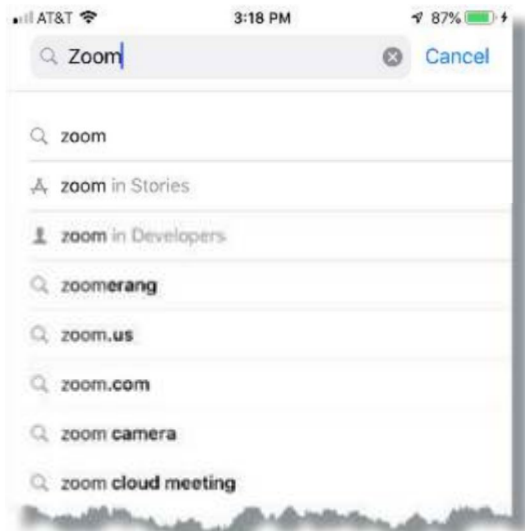 AT&T 3:18 PM 87%
Zoom Cancel
zoom
zoom in Stories
zoom in Developers
zoomerang
zoom.us
zoom.com
zoom camera
zoom cloud meeting